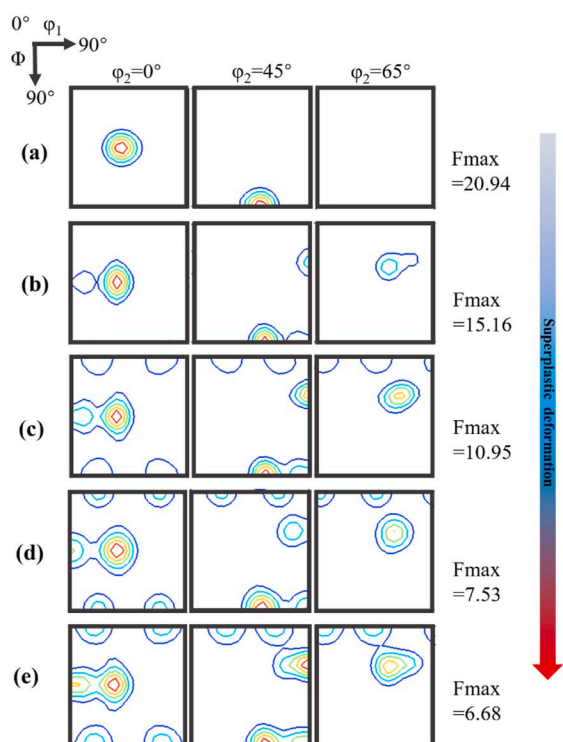 0° φ1 90°
Φ
90°
φ2=0° φ2=45° φ2=65°
(a)
Fmax
=20.94
(b)
Fmax
=15.16
(c)
Fmax
=10.95
(d)
Fmax
=7.53
(e)
Fmax
=6.68
Superplastic deformation